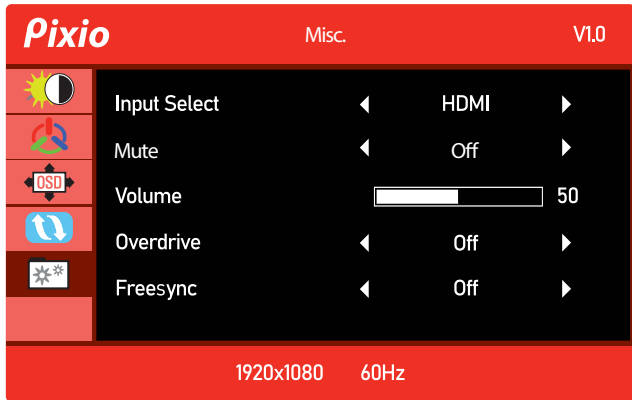 Pixio Misc. V1.0
Input Select HDMI
Mute Off
OSD
Volume 50
Overdrive Off
Freesync Off
1920x1080 60Hz